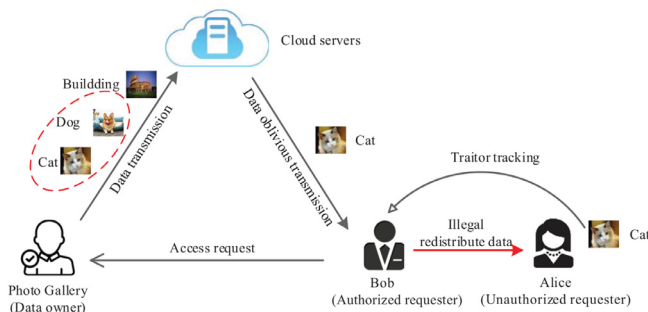 Cloud servers
Buildding
Dog
Cat
Data transmission
Data oblivious transmission
Cat
Traitor tracking
Illegal
redistribute data
Cat
Access request
Photo Gallery
(Data owner)
Bob
(Authorized requester)
Alice
(Unauthorized requester)